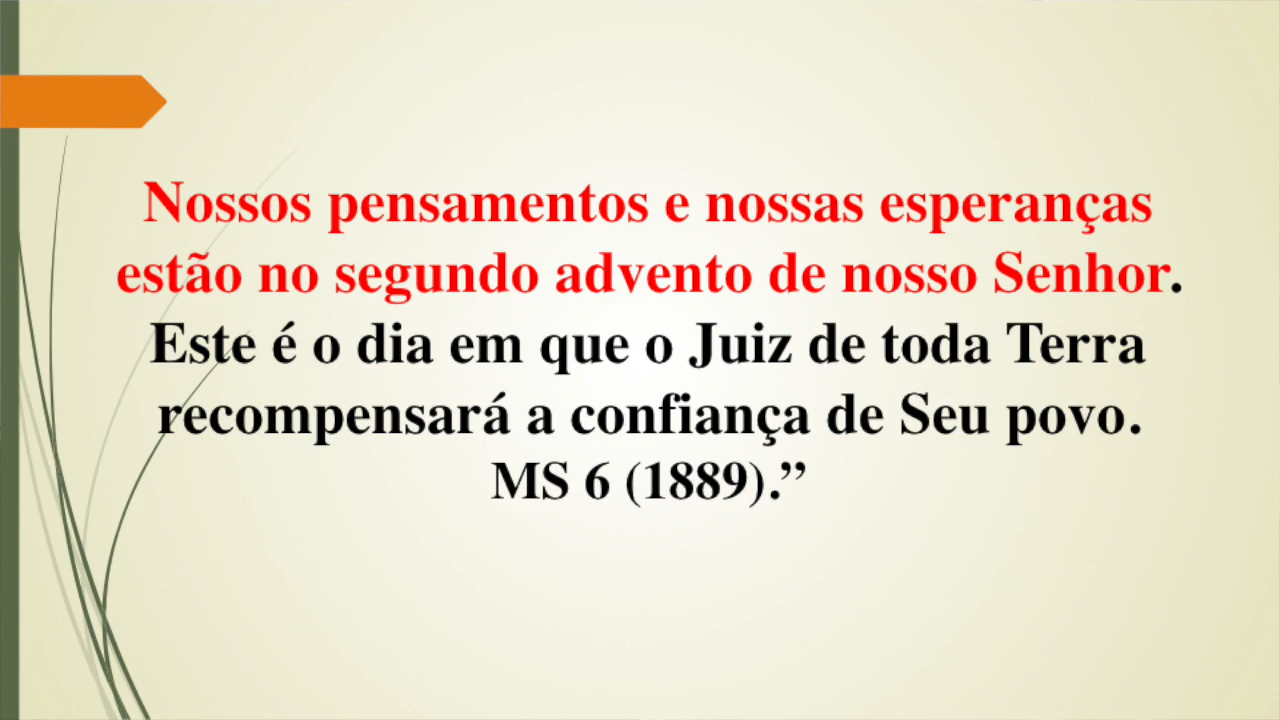 Nossos pensamentos e nossas esperanças
estão no segundo advento de nosso Senhor.
Este é o dia em que o Juiz de toda Terra
recompensará a confiança de Seu povo.
MS 6 (1889).”